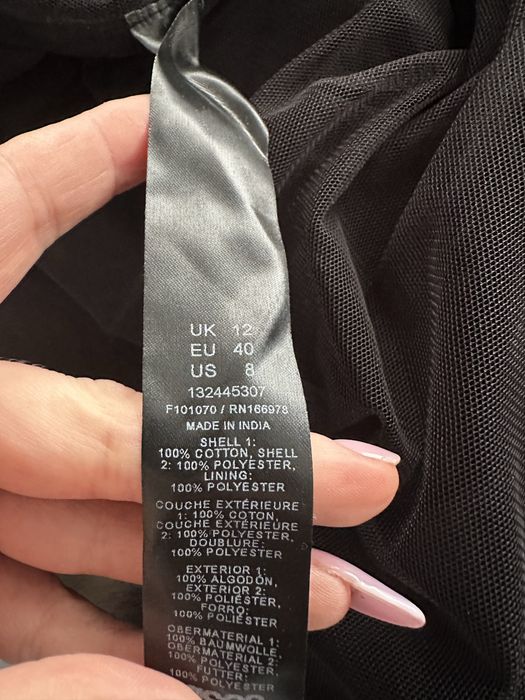 UK 12
EU 40
US 8
132445307
F101070 / RN166978
MADE IN INDIA
SHELL 1:
100% COTTON, SHELL
2: 100% POLYESTER,
LINING:
100% POLYESTER
COUCHE EXTÉRIEURE
1: 100% COTON,
COUCHE EXTÉRIEURE
2: 100% POLYESTER,
DOUBLURE:
100% POLYESTER
EXTERIOR 1:
100% ALGODÓN,
EXTERIOR 2:
100% POLIÉSTER,
FORRO:
100% POLIÉSTER
OBERMATERIAL 1:
100% BAUMWOLLE,
OBERMATERIAL 2:
100% POLYESTER,
FUTTER:
100% POLYESTER